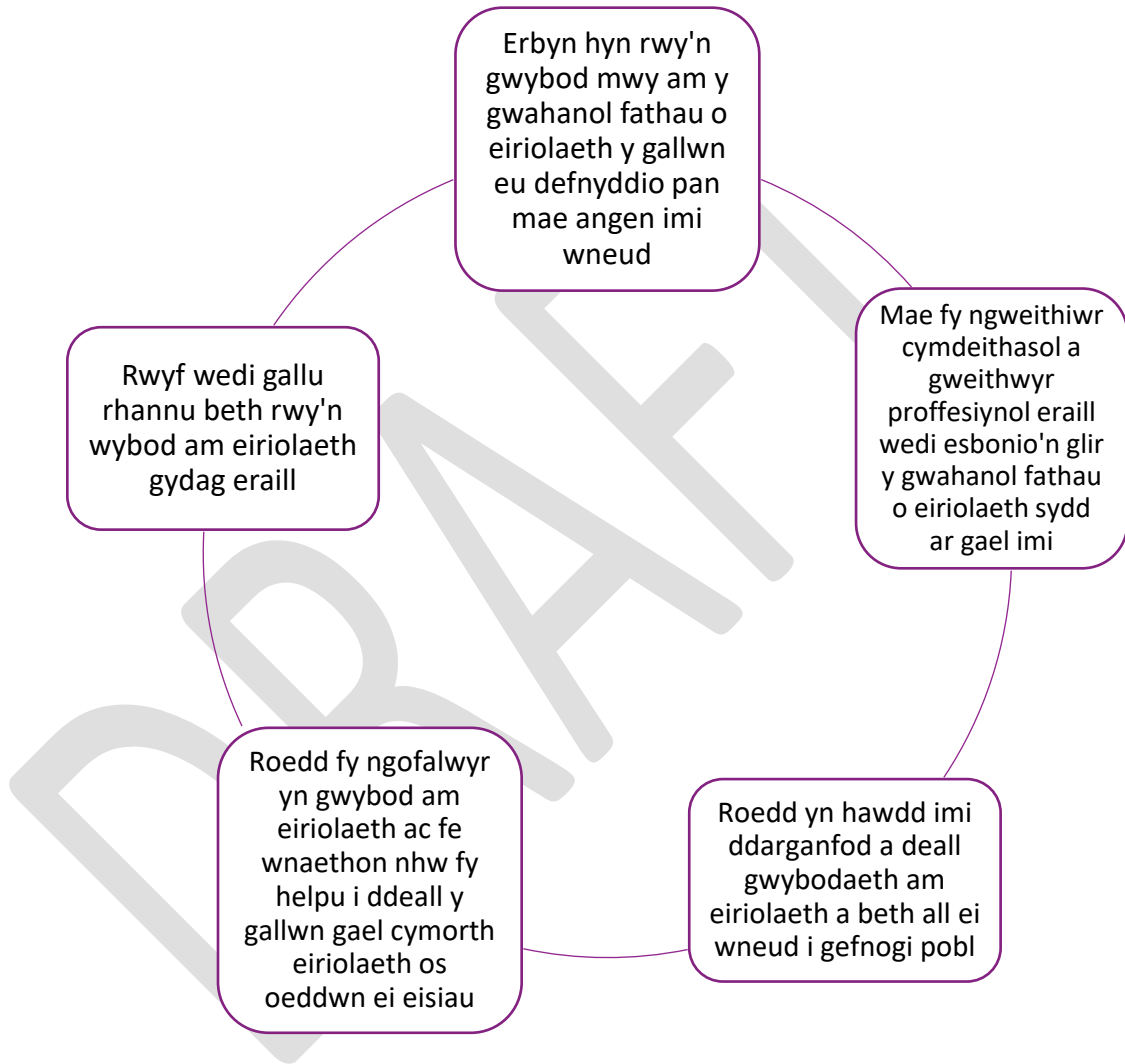 Erbyn hyn rwy'n
gwybod mwy am y
gwahanol fathau o
eiriolaeth y gallwn
eu defnyddio pan
mae angen imi
wneud
Mae fy ngweithiwr
cymdeithasol a
gweithwyr
proffesiynol eraill
wedi esbonio'n glir
y gwahanol fathau
o eiriolaeth sydd
ar gael imi
Roedd yn hawdd imi
ddarganfod a deall
gwybodaeth am
eiriolaeth a beth all ei
wneud i gefnogi pobl
Roedd fy ngofalwyr
yn gwybod am
eiriolaeth ac fe
wnaethon nhw fy
helpu i ddeall y
gallwn gael cymorth
eiriolaeth os
oeddwn ei eisiau
Rwyf wedi gallu
rhannu beth rwy'n
wybod am eiriolaeth
gydag eraill
DRAFT